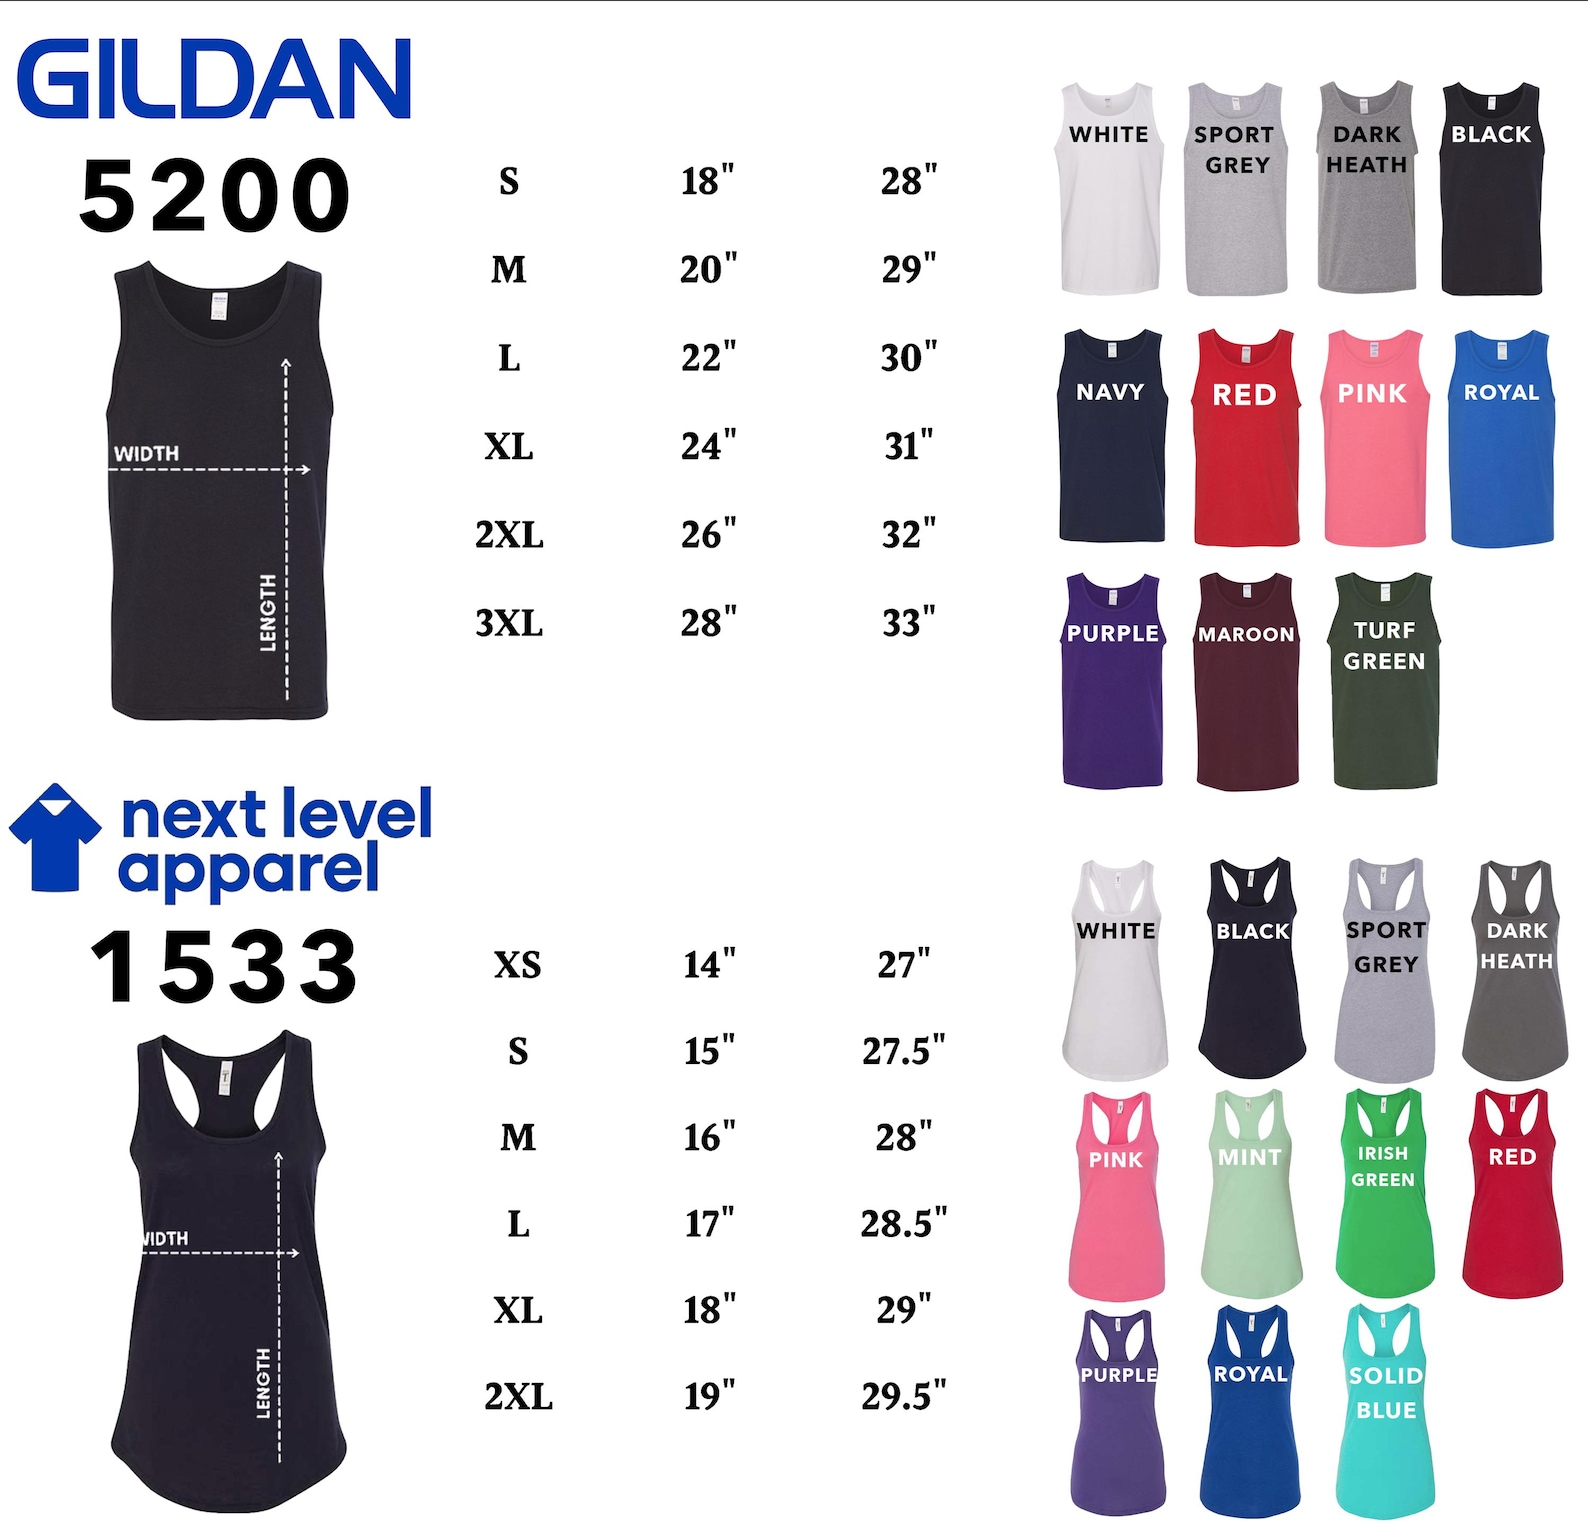 GILDAN
5200
WIDTH
LENGTH
S 18" 28"
M 20" 29"
L 22" 30"
XL 24" 31"
2XL 26" 32"
3XL 28" 33"
WHITE SPORT GREY DARK HEATH BLACK
NAVY RED PINK ROYAL
PURPLE MAROON TURF GREEN
next level
apparel
1533
WIDTH
LENGTH
XS 14" 27"
S 15" 27.5"
M 16" 28"
L 17" 28.5"
XL 18" 29"
2XL 19" 29.5"
WHITE BLACK SPORT GREY DARK HEATH
PINK MINT IRISH GREEN RED
PURPLE ROYAL SOLID BLUE